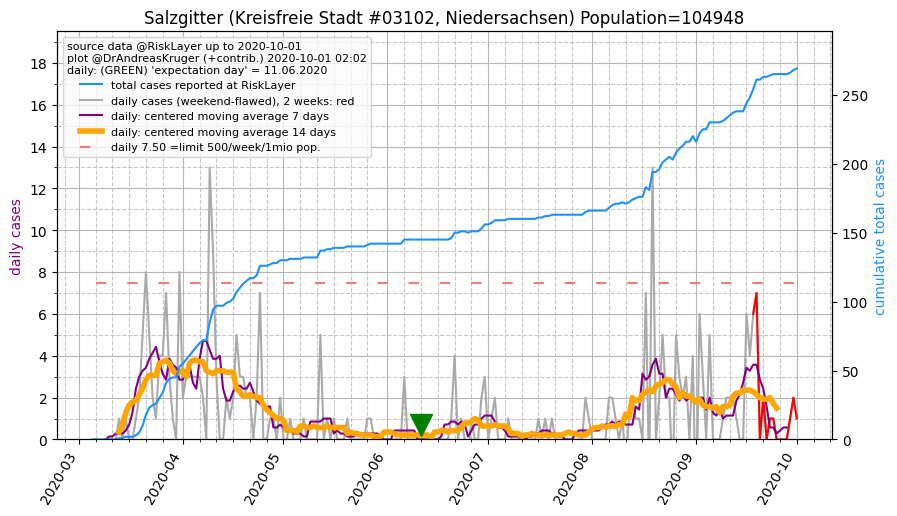 Salzgitter (Kreisfreie Stadt #03102, Niedersachsen) Population=104948
source data @RiskLayer up to 2020-10-01
plot @DrAndreasKruger (+contrib.) 2020-10-01 02:02
daily: (GREEN) 'expectation day' = 11.06.2020
total cases reported at RiskLayer
daily cases (weekend-flawed), 2 weeks: red
daily: centered moving average 7 days
daily: centered moving average 14 days
daily 7.50 =limit 500/week/1mio pop.
daily cases
18
16
14
12
10
8
6
4
2
0
250
200
150
100
50
0
cumulative total cases
2020-03
2020-04
2020-05
2020-06
2020-07
2020-08
2020-09
2020-10